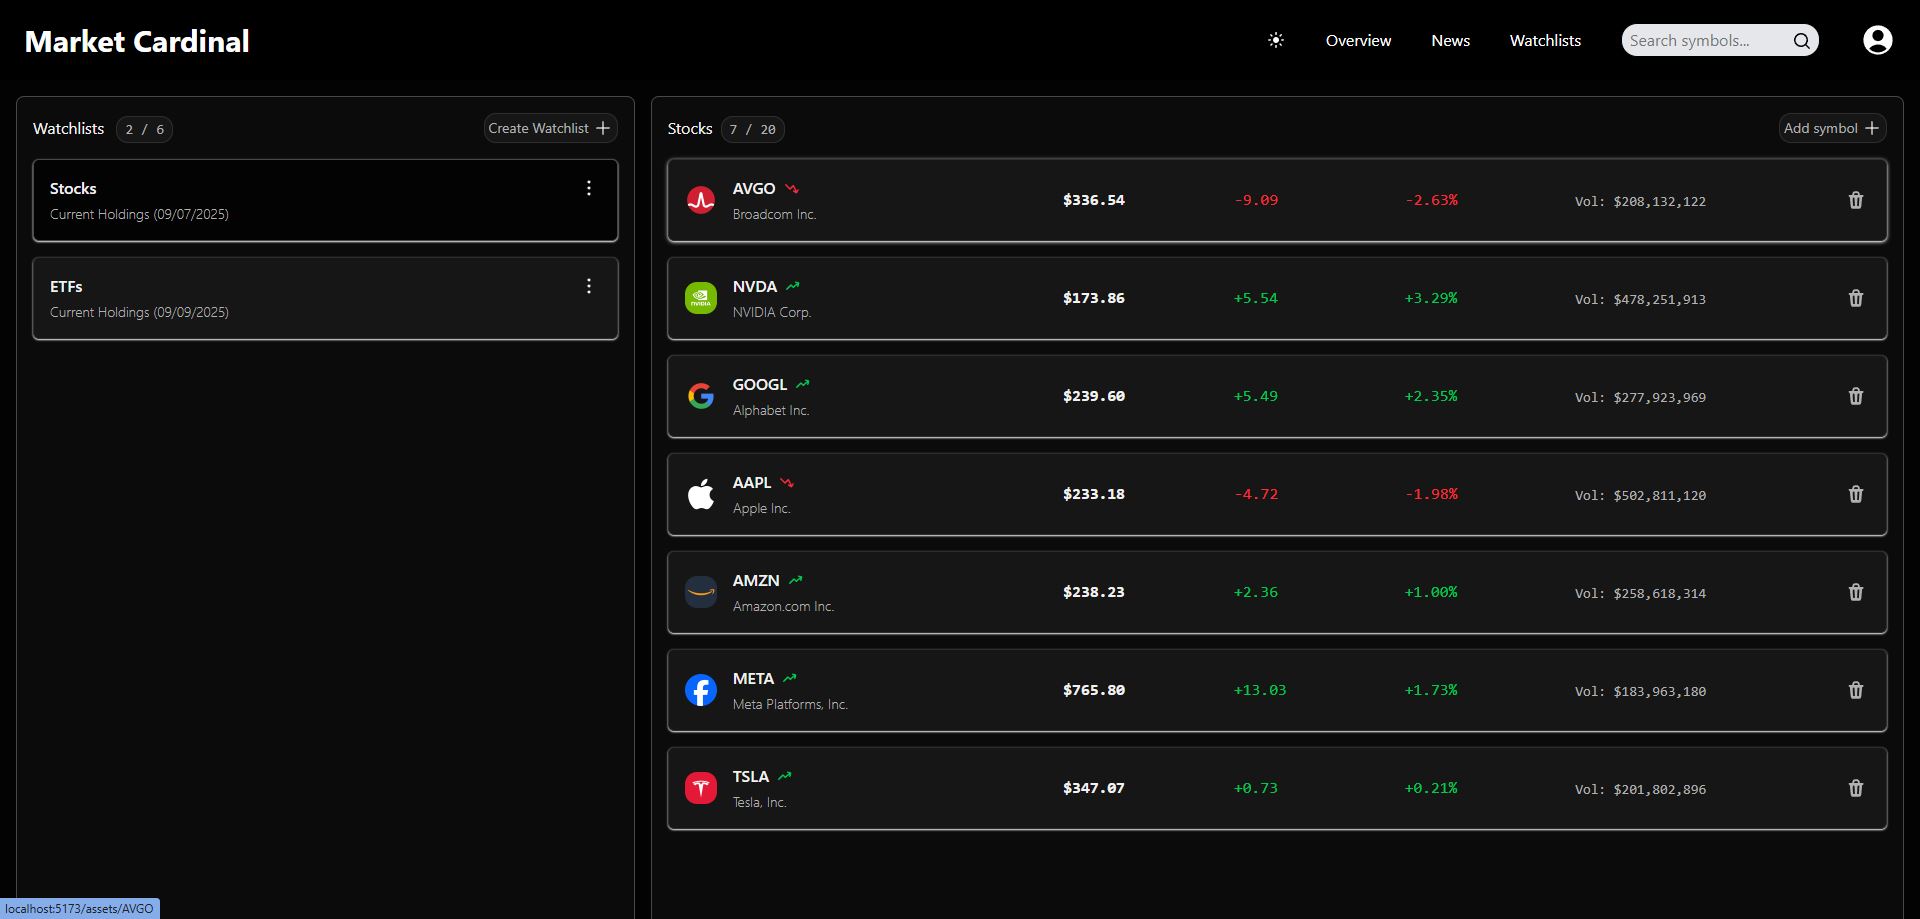 Market Cardinal
Overview News Watchlists Search symbols...
Watchlists 2 / 6 Create Watchlist
Stocks
Current Holdings (09/07/2025)
ETFs
Current Holdings (09/09/2025)
Stocks 7 / 20 Add symbol
AVGO
Broadcom Inc.
$336.54 -9.09 -2.63% Vol: $208,132,122
NVDA
NVIDIA Corp.
$173.86 +5.54 +3.29% Vol: $478,251,913
GOOGL
Alphabet Inc.
$239.60 +5.49 +2.35% Vol: $277,923,969
AAPL
Apple Inc.
$233.18 -4.72 -1.98% Vol: $502,811,120
AMZN
Amazon.com Inc.
$238.23 +2.36 +1.00% Vol: $258,618,314
META
Meta Platforms, Inc.
$765.80 +13.03 +1.73% Vol: $183,963,180
TSLA
Tesla, Inc.
$347.07 +0.73 +0.21% Vol: $201,802,896
localhost:5173/assets/AVGO